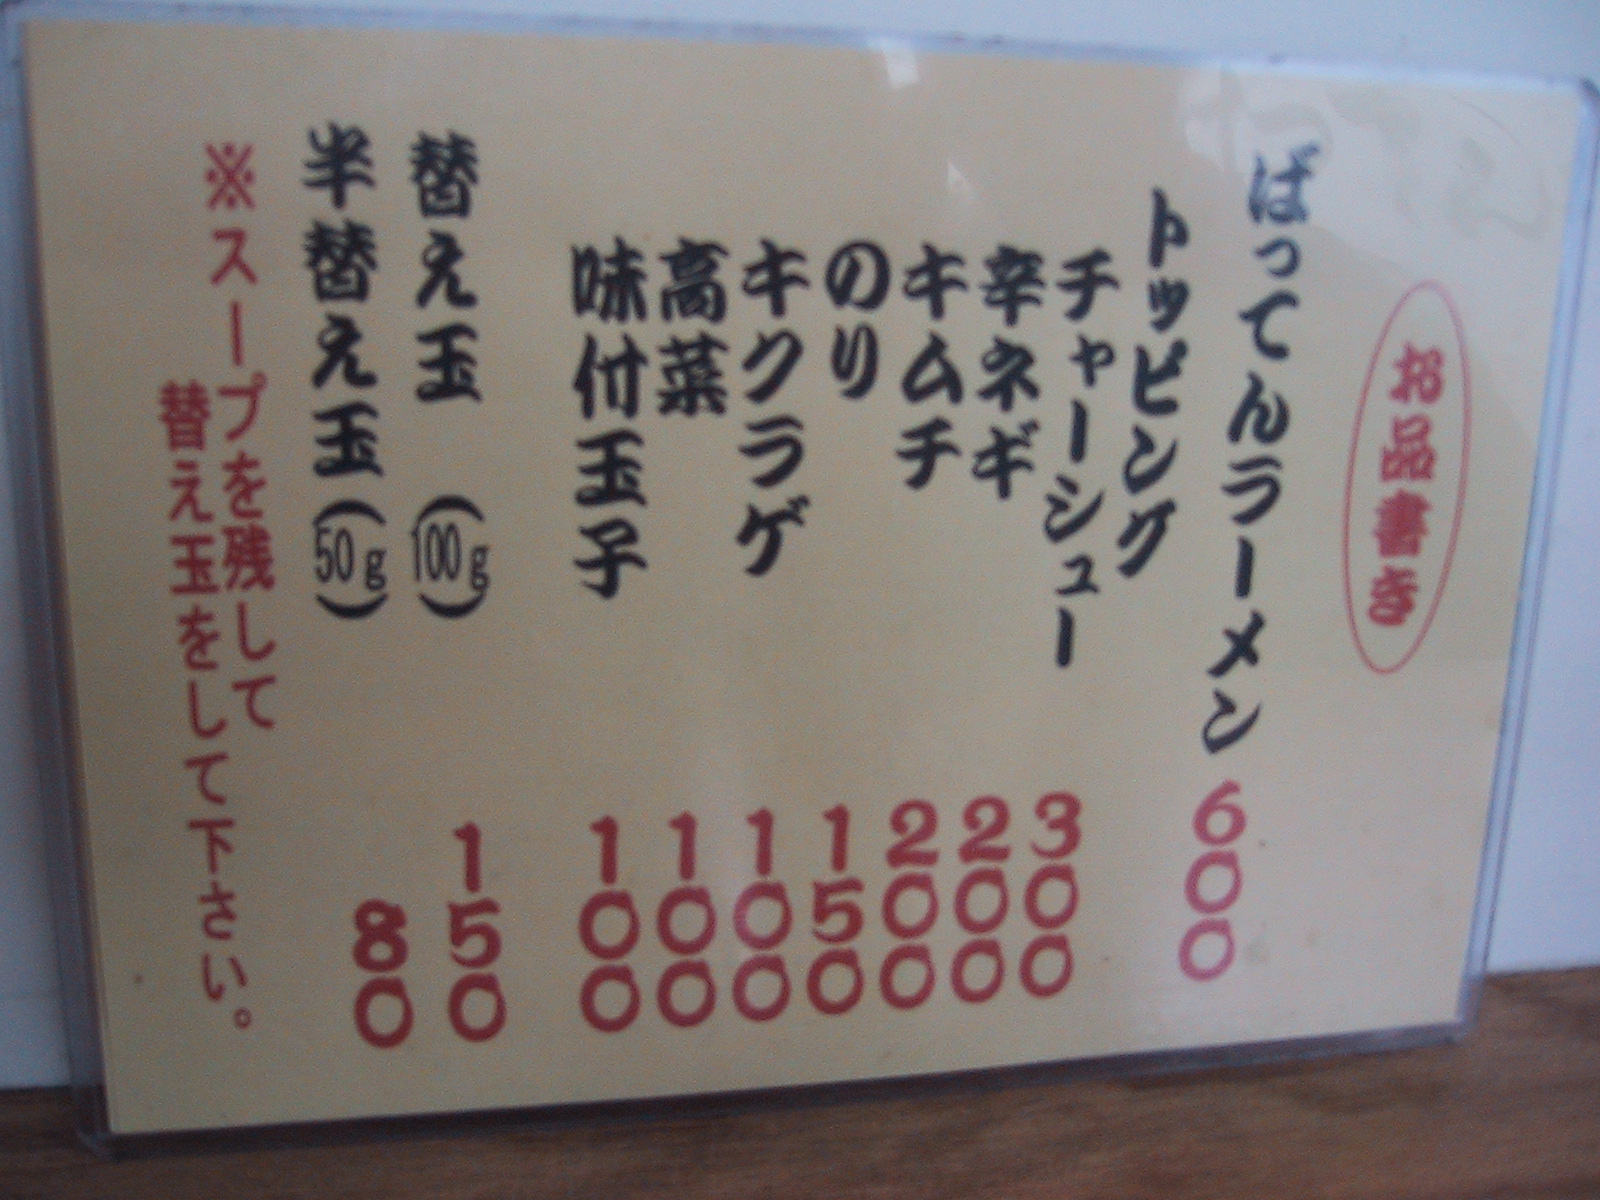 お品書き
ばってんラーメン 600
トッピング
チャーシュー 300
辛ネギ 200
キムチ 200
のり 150
キクラゲ 100
高菜 100
味付玉子 100
替え玉 (100g) 150
半替え玉 (50g) 80
※スープを残して
替え玉をして下さい。